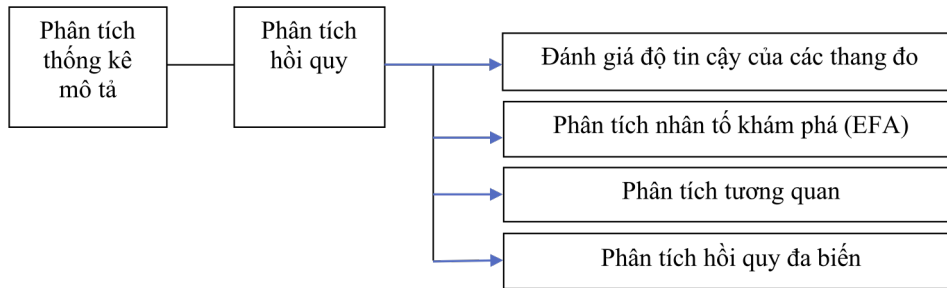 Phân tích
thống kê
mô tả
Phân tích
hồi quy
Đánh giá độ tin cậy của các thang đo
Phân tích nhân tố khám phá (EFA)
Phân tích tương quan
Phân tích hồi quy đa biến